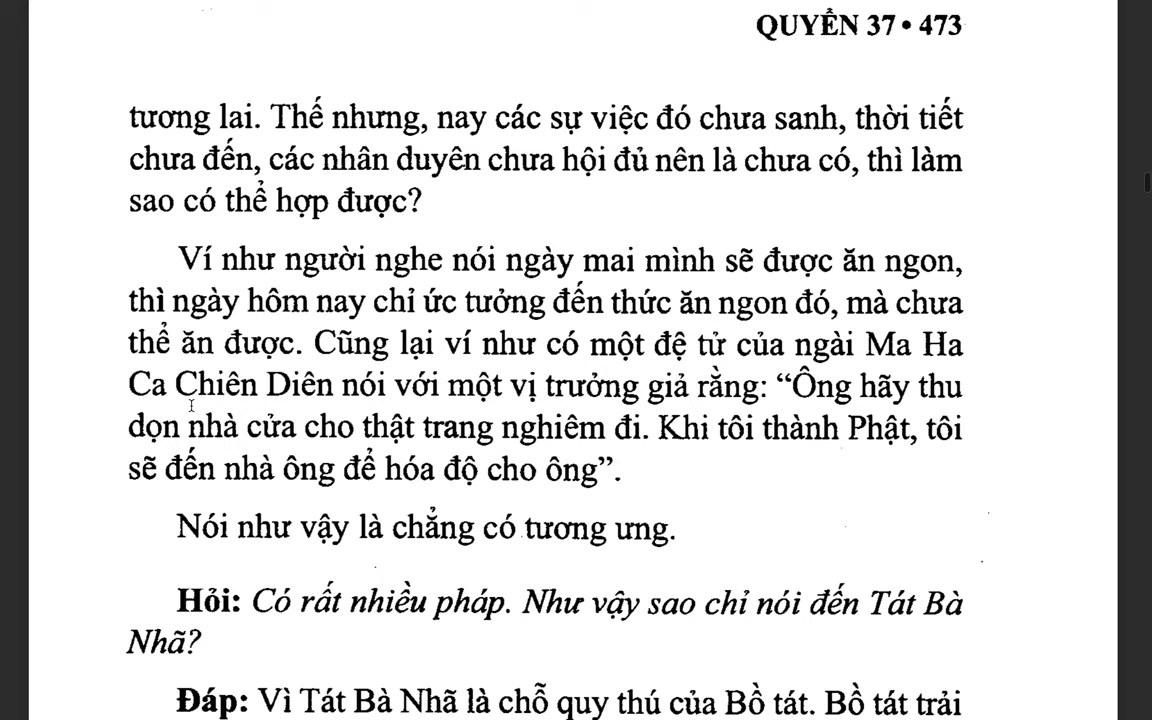 QUYỂN 37 • 473
tương lai. Thế nhưng, nay các sự việc đó chưa sanh, thời tiết
chưa đến, các nhân duyên chưa hội đủ nên là chưa có, thì làm
sao có thể hợp được?
Ví như người nghe nói ngày mai mình sẽ được ăn ngon,
thì ngày hôm nay chỉ ức tưởng đến thức ăn ngon đó, mà chưa
thể ăn được. Cũng lại ví như có một đệ tử của ngài Ma Ha
Ca Chiên Diên nói với một vị trưởng giả rằng: “Ông hãy thu
dọn nhà cửa cho thật trang nghiêm đi. Khi tôi thành Phật, tôi
sẽ đến nhà ông để hóa độ cho ông”.
Nói như vậy là chẳng có tương ưng.
Hỏi: Có rất nhiều pháp. Như vậy sao chỉ nói đến Tát Bà
Nhã?
Đáp: Vì Tát Bà Nhã là chỗ quy thú của Bồ tát. Bồ tát trải